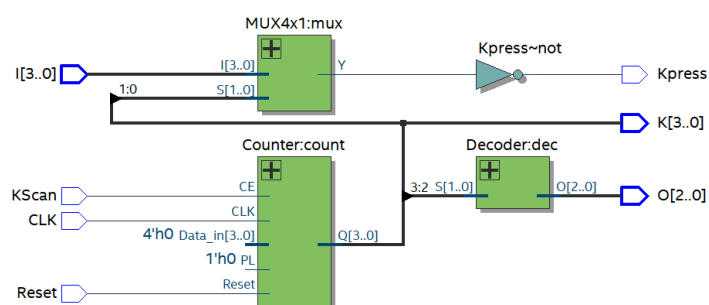 MUX4x1:mux
Kpress~not
I[3..0] I[3..0] Y Kpress
1:0 S[1..0]
K[3..0]
Counter:count Decoder:dec
KScan CE 3:2 S[1..0] O[2..0] O[2..0]
CLK CLK
4'h0 Data_in[3..0] Q[3..0]
1'h0 PL
Reset Reset